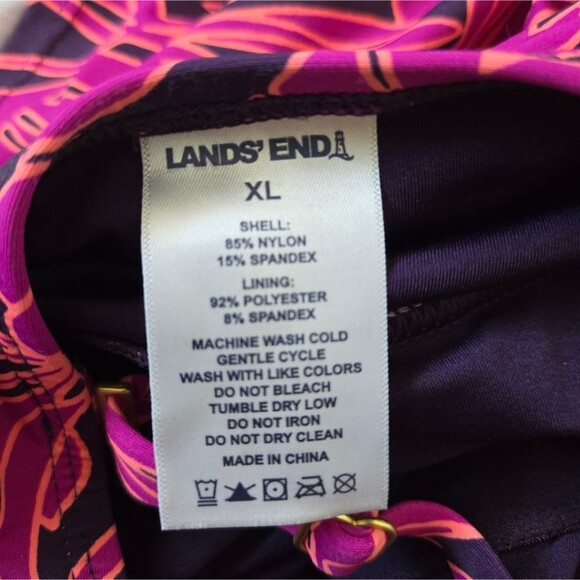 LANDS' END
XL
SHELL:
85% NYLON
15% SPANDEX
LINING:
92% POLYESTER
8% SPANDEX
MACHINE WASH COLD
GENTLE CYCLE
WASH WITH LIKE COLORS
DO NOT BLEACH
TUMBLE DRY LOW
DO NOT IRON
DO NOT DRY CLEAN
MADE IN CHINA